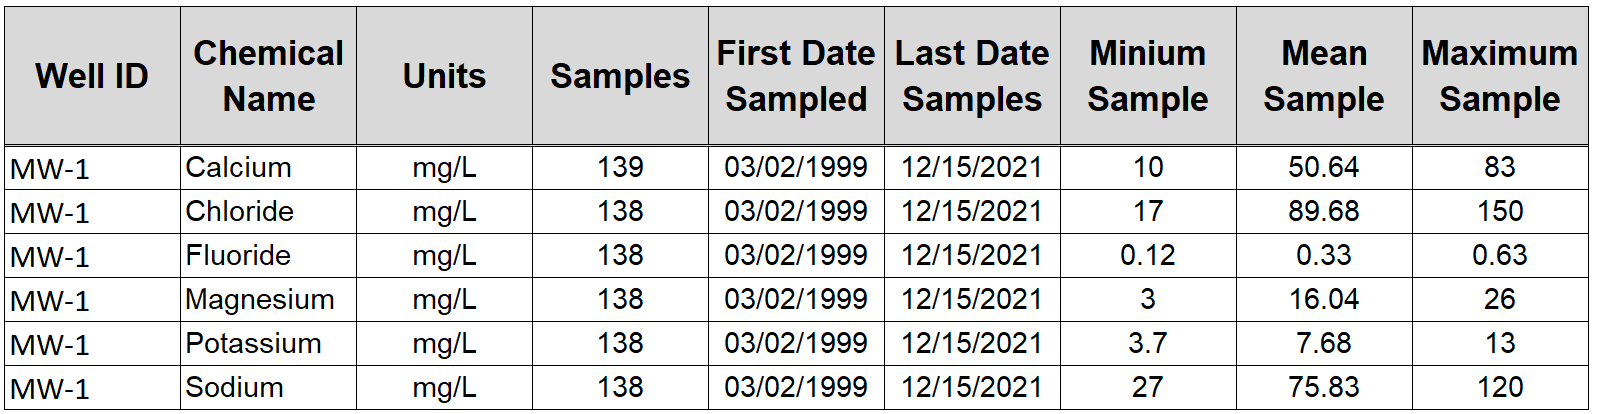 Well ID Chemical Name Units Samples First Date Sampled Last Date Samples Minium Sample Mean Sample Maximum Sample
MW-1 Calcium mg/L 139 03/02/1999 12/15/2021 10 50.64 83
MW-1 Chloride mg/L 138 03/02/1999 12/15/2021 17 89.68 150
MW-1 Fluoride mg/L 138 03/02/1999 12/15/2021 0.12 0.33 0.63
MW-1 Magnesium mg/L 138 03/02/1999 12/15/2021 3 16.04 26
MW-1 Potassium mg/L 138 03/02/1999 12/15/2021 3.7 7.68 13
MW-1 Sodium mg/L 138 03/02/1999 12/15/2021 27 75.83 120